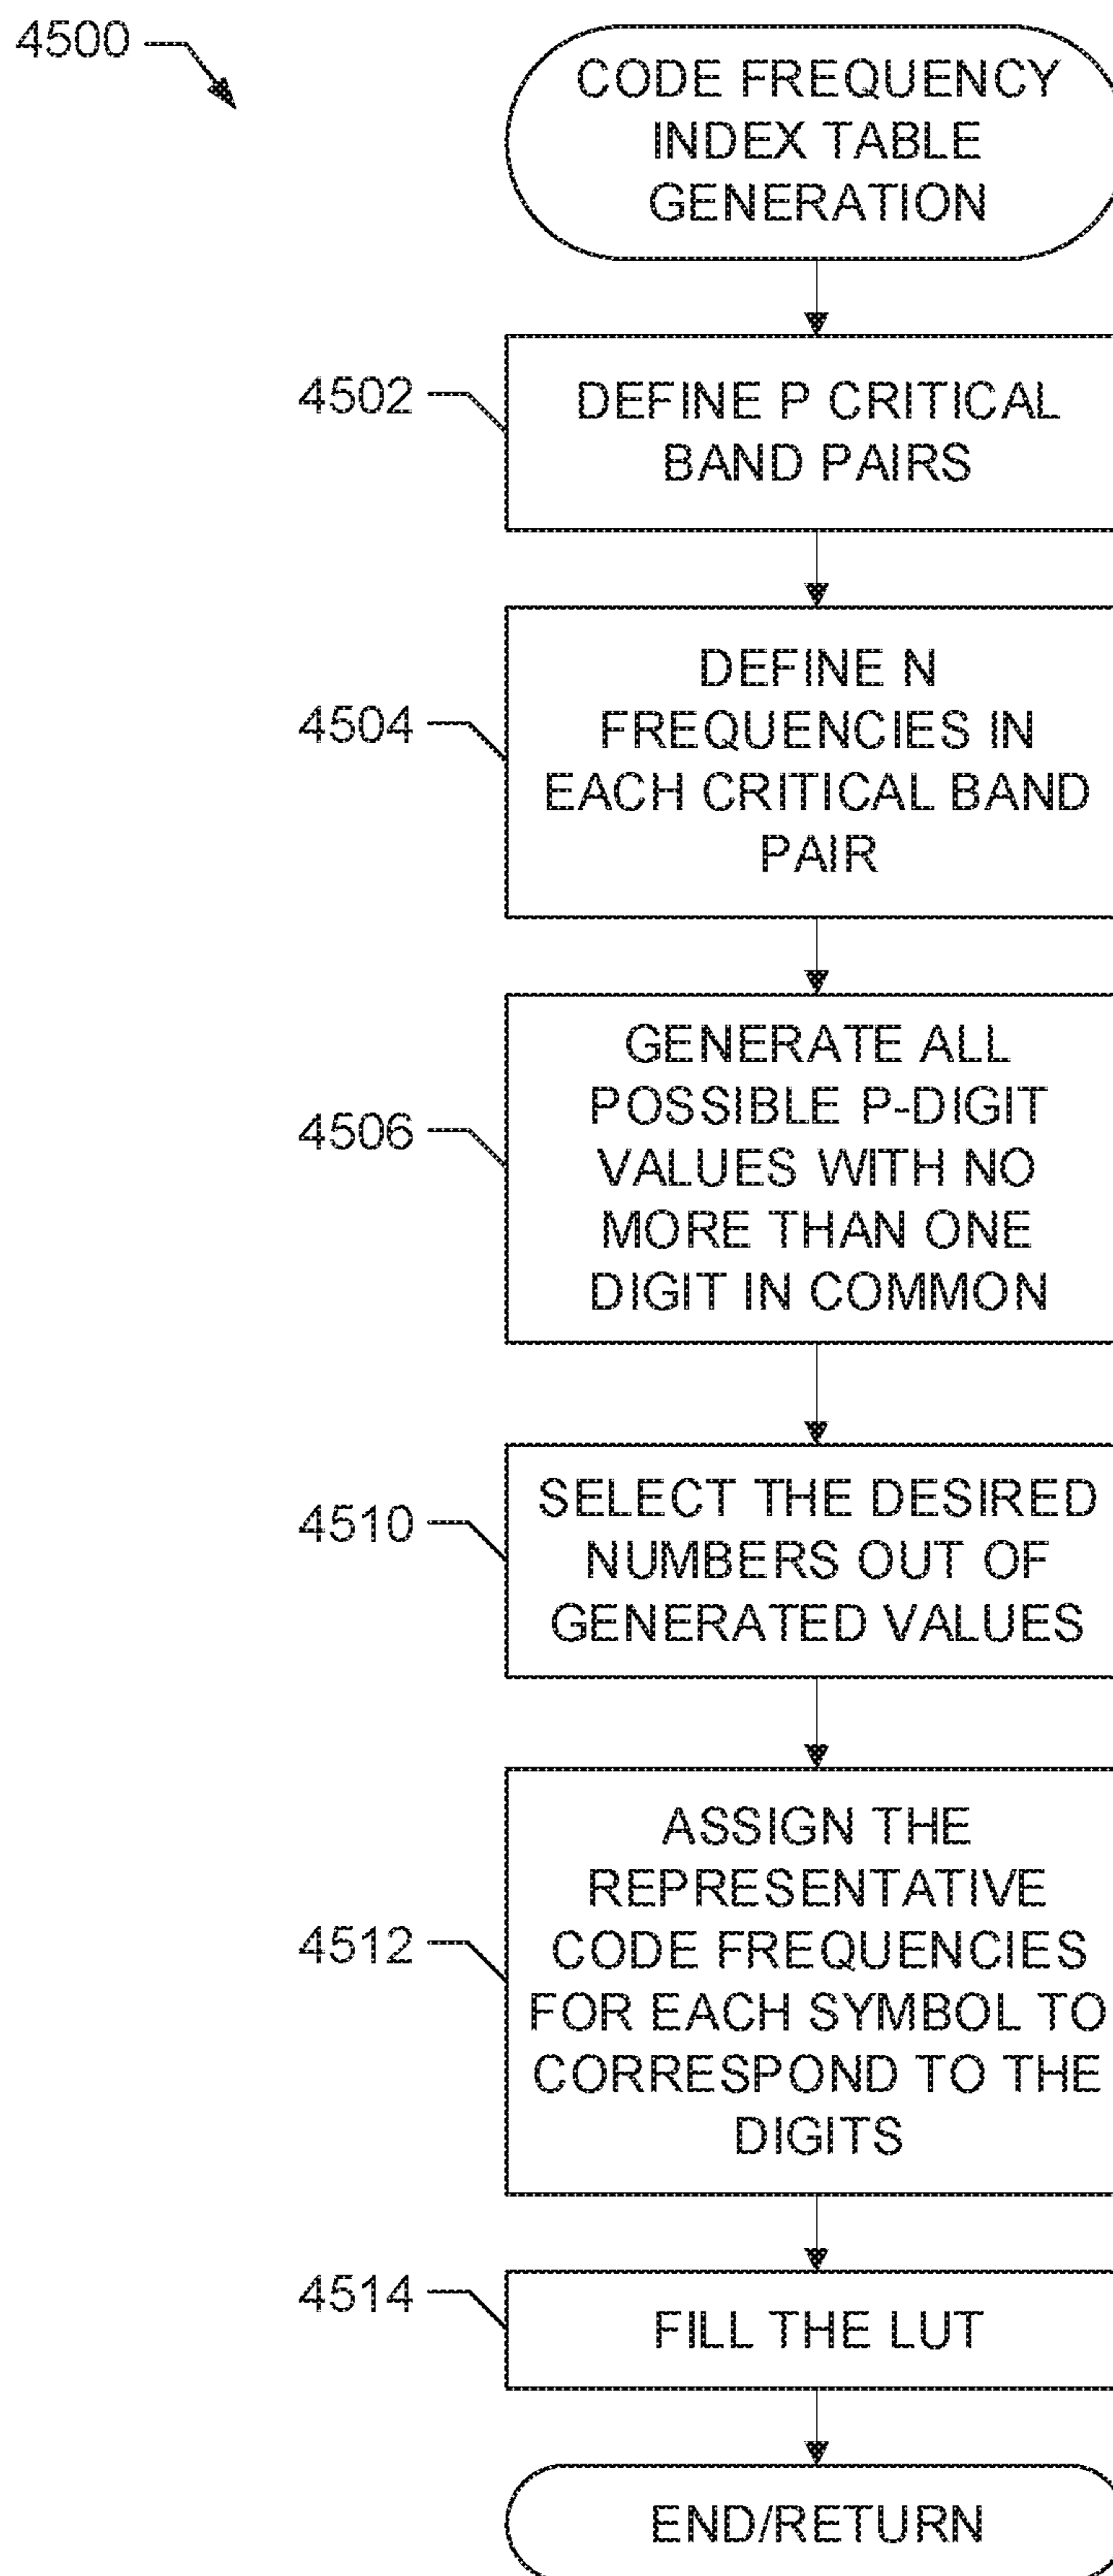 4500
CODE FREQUENCY
INDEX TABLE
GENERATION
4502
DEFINE P CRITICAL
BAND PAIRS
4504
DEFINE N
FREQUENCIES IN
EACH CRITICAL BAND
PAIR
4506
GENERATE ALL
POSSIBLE P-DIGIT
VALUES WITH NO
MORE THAN ONE
DIGIT IN COMMON
4510
SELECT THE DESIRED
NUMBERS OUT OF
GENERATED VALUES
4512
ASSIGN THE
REPRESENTATIVE
CODE FREQUENCIES
FOR EACH SYMBOL TO
CORRESPOND TO THE
DIGITS
4514
FILL THE LUT
END/RETURN